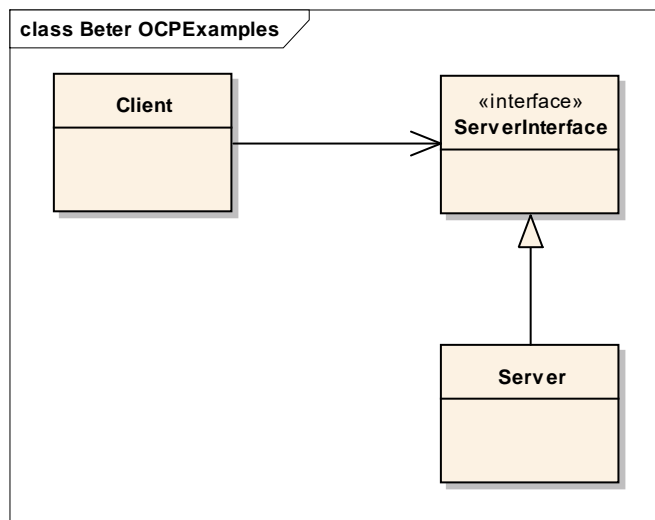 class Beter OCPExamples
Client
«interface»
ServerInterface
Server